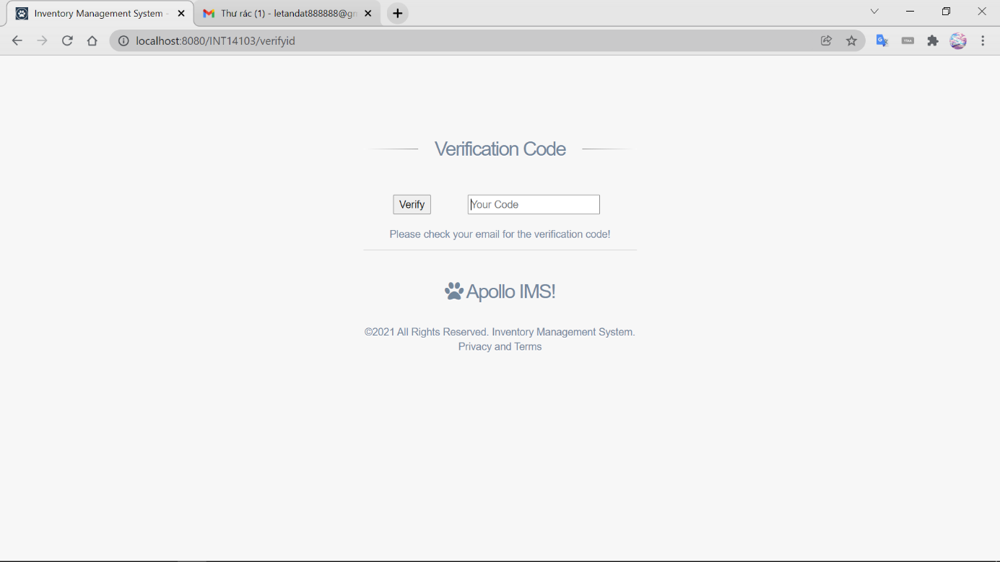 Inventory Management System -
Thư rác (1) - letandat888888@gm
localhost:8080/INT14103/verifyid
Verification Code
Verify
Your Code
Please check your email for the verification code!
Apollo IMS!
©2021 All Rights Reserved. Inventory Management System.
Privacy and Terms